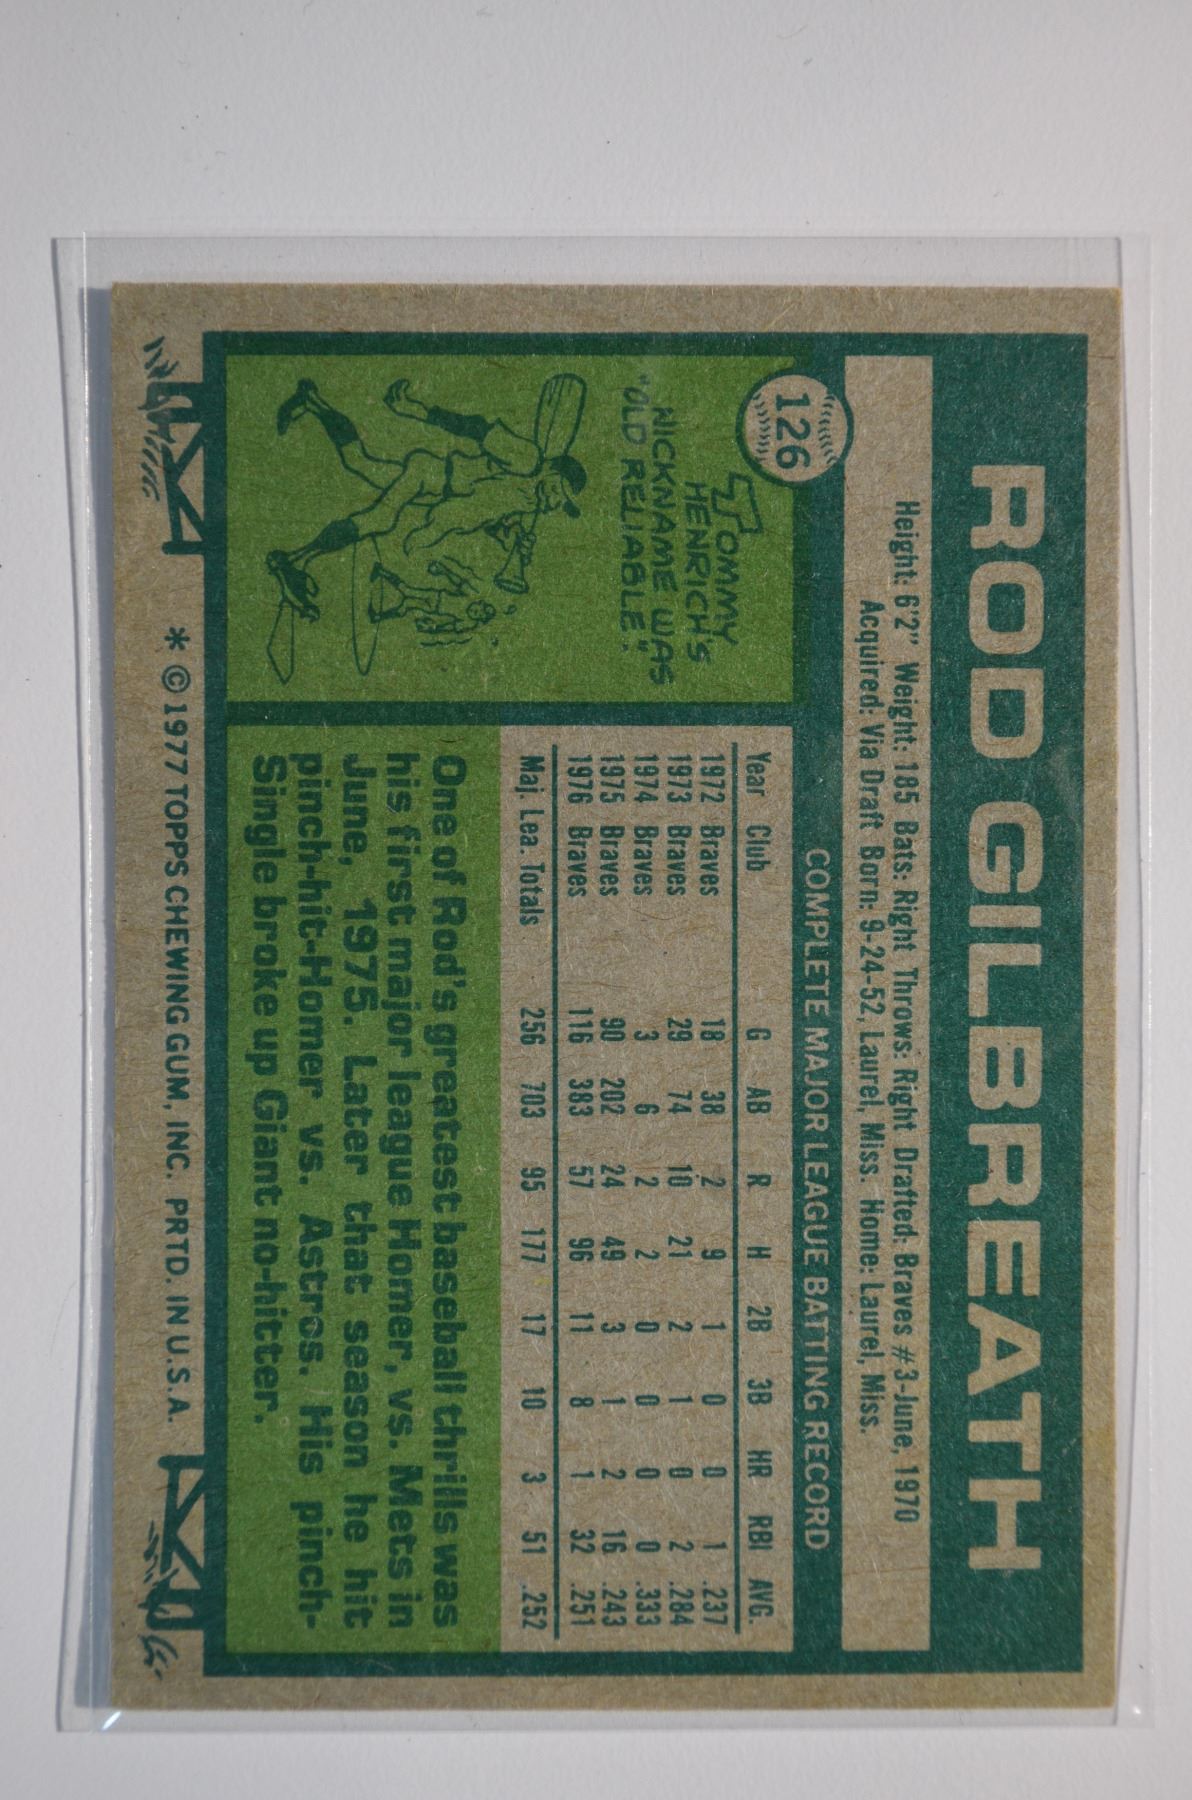 126
ROD GILBREATH
Height: 6'2" Weight: 185 Bats: Right Throws: Right Drafted: Braves #3-June, 1970
Acquired: Via Draft Born: 9-24-52, Laurel, Miss. Home: Laurel, Miss.
COMPLETE MAJOR LEAGUE BATTING RECORD
Year Club G AB R H 2B 3B HR RBI AVG.
1972 Braves 18 38 2 9 1 0 0 1 .237
1973 Braves 29 74 10 21 2 1 0 2 .284
1974 Braves 3 6 2 2 0 0 0 0 .333
1975 Braves 90 202 24 49 3 1 2 16 .243
1976 Braves 116 383 57 96 11 8 1 32 .251
Maj. Lea. Totals 256 703 95 177 17 10 3 51 .252
TOMMY
HENRICH'S
NICKNAME WAS
"OLD RELIABLE".
One of Rod's greatest baseball thrills was
his first major league Homer, vs. Mets in
June, 1975. Later that season he hit
pinch-hit-Homer vs. Astros. His pinch-
Single broke up Giant no-hitter.
* © 1977 TOPPS CHEWING GUM, INC. PRTD. IN U.S.A.